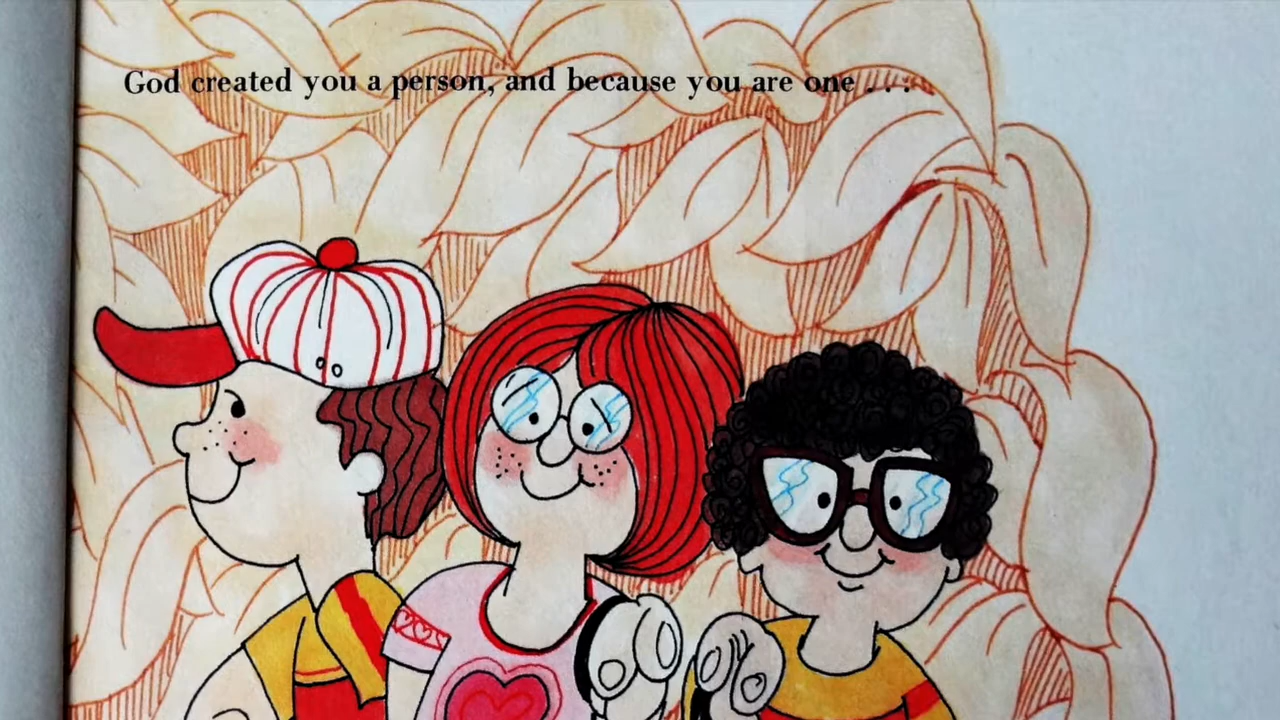 God created you a person, and because you are one . . .